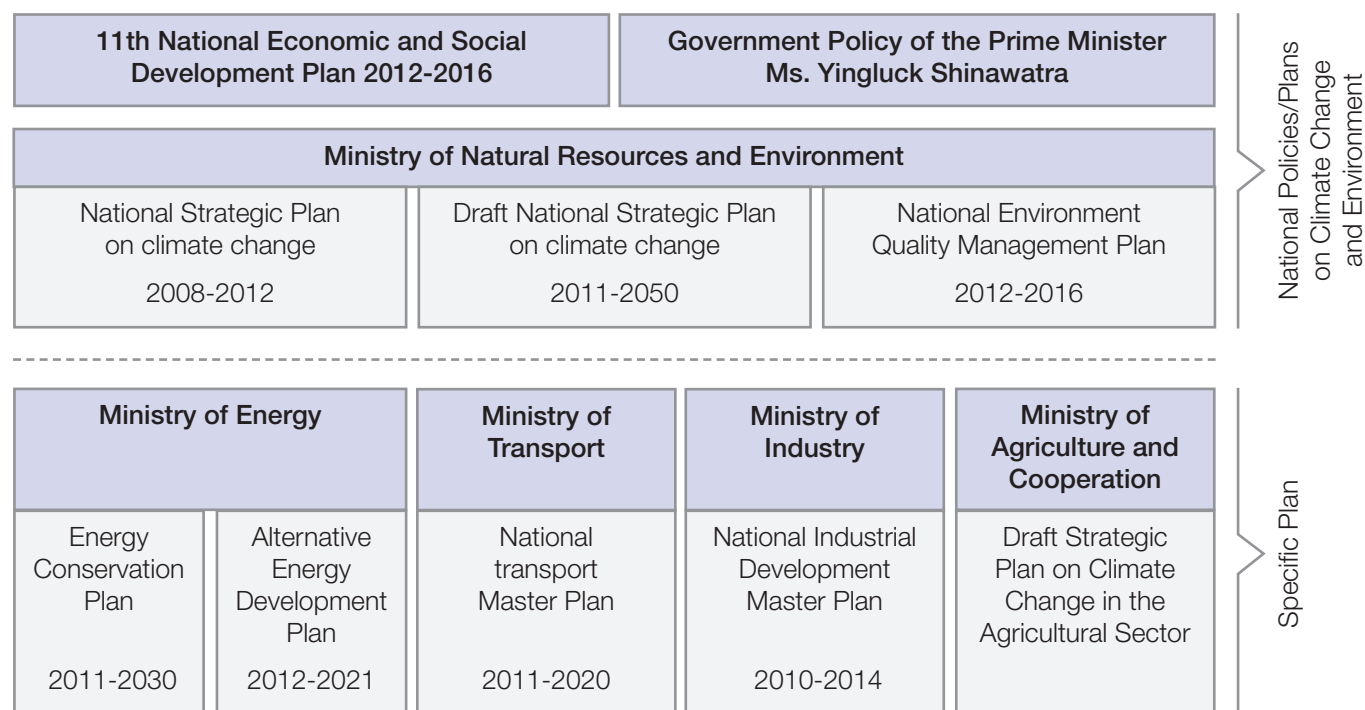 11th National Economic and Social
Development Plan 2012-2016
Government Policy of the Prime Minister
Ms. Yingluck Shinawatra
Ministry of Natural Resources and Environment
National Strategic Plan
on climate change
2008-2012
Draft National Strategic Plan
on climate change
2011-2050
National Environment
Quality Management Plan
2012-2016
National Policies/Plans
on Climate Change
and Environment
Ministry of Energy
Energy
Conservation
Plan
2011-2030
Alternative
Energy
Development
Plan
2012-2021
Ministry of
Transport
National
transport
Master Plan
2011-2020
Ministry of
Industry
National Industrial
Development
Master Plan
2010-2014
Ministry of
Agriculture and
Cooperation
Draft Strategic
Plan on Climate
Change in the
Agricultural Sector
Specific Plan